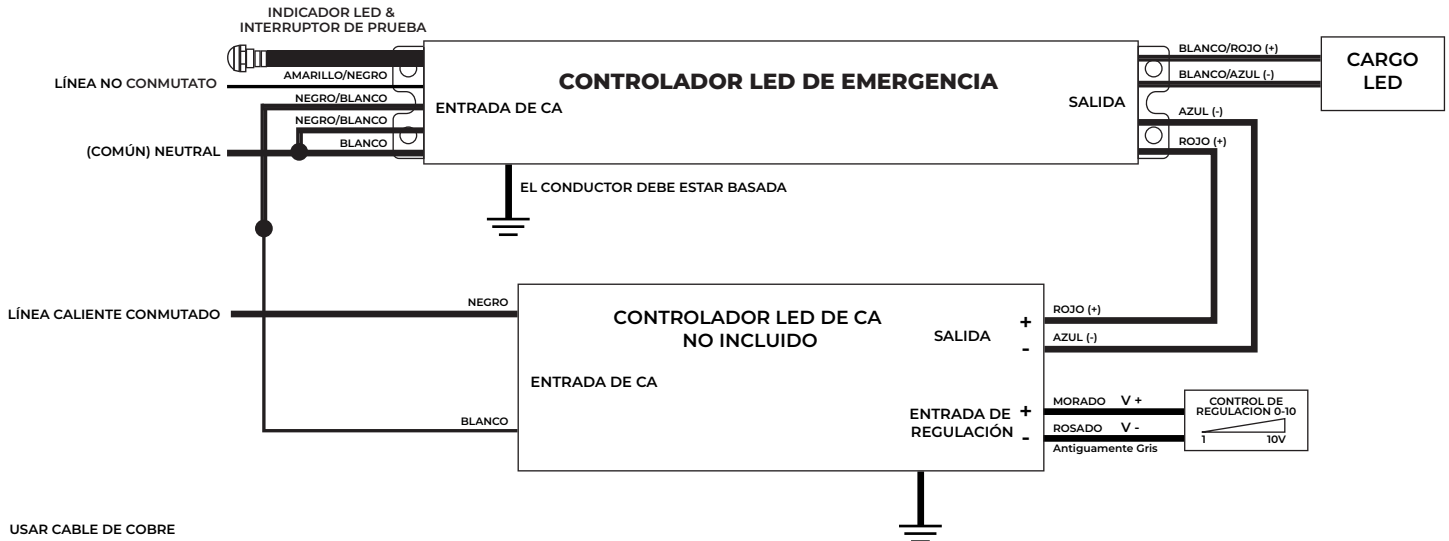 INDICADOR LED &
INTERRUPTOR DE PRUEBA
LÍNEA NO CONMUTATO
AMARILLO/NEGRO
NEGRO/BLANCO
NEGRO/BLANCO
BLANCO
(COMÚN) NEUTRAL
CONTROLADOR LED DE EMERGENCIA
ENTRADA DE CA
SALIDA
BLANCO/ROJO (+)
BLANCO/AZUL (-)
AZUL (-)
ROJO (+)
CARGO
LED
EL CONDUCTOR DEBE ESTAR BASADA
LÍNEA CALIENTE CONMUTADO
NEGRO
BLANCO
CONTROLADOR LED DE CA
NO INCLUIDO
ENTRADA DE CA
SALIDA
+
-
ROJO (+)
AZUL (-)
ENTRADA DE
REGULACIÓN
+
-
MORADO V +
ROSADO V -
Antiguamente Gris
CONTROL DE
REGULACION 0-10
1 10V
USAR CABLE DE COBRE